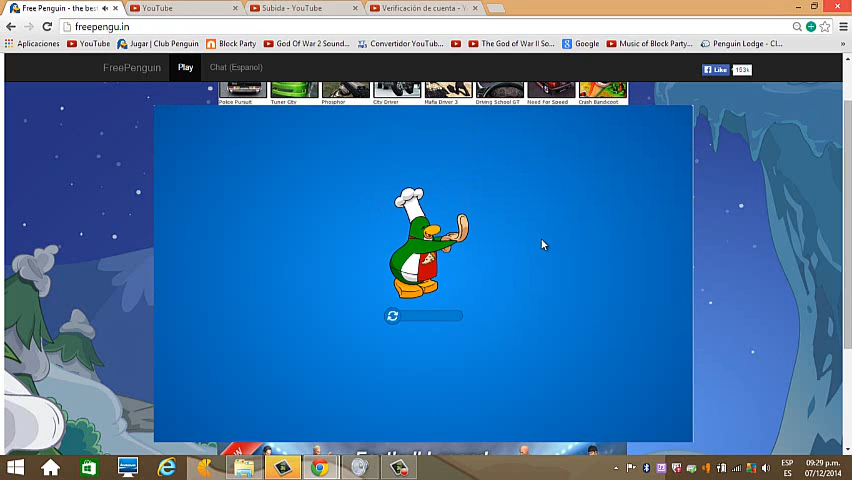 Free Penguin - the best
YouTube
Subida - YouTube
Verificación de cuenta - Y
freepengu.in
Aplicaciones
YouTube
Jugar | Club Penguin
Block Party...
God Of War 2 Sound...
Convertidor YouTub...
The God of War II So...
Google
Music of Block Party...
Penguin Lodge - Cl...
FreePenguin
Play
Chat (Espanol)
Like
193k
Police Pursuit
Tuner City
Phosphor
City Driver
Mafia Driver 3
Driving School GT
Need For Speed
Crash Bandicoot
ESP
09:29 p.m.
ES
07/12/2014